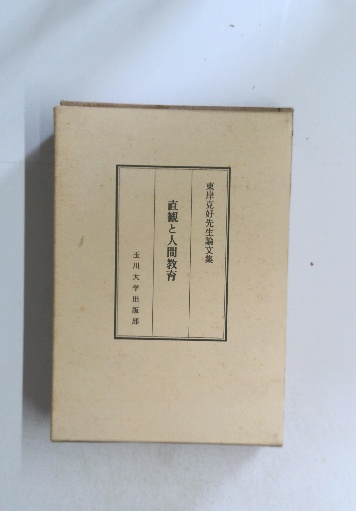 東岸克好先生論文集
直観と人間教育
玉川大学出版部